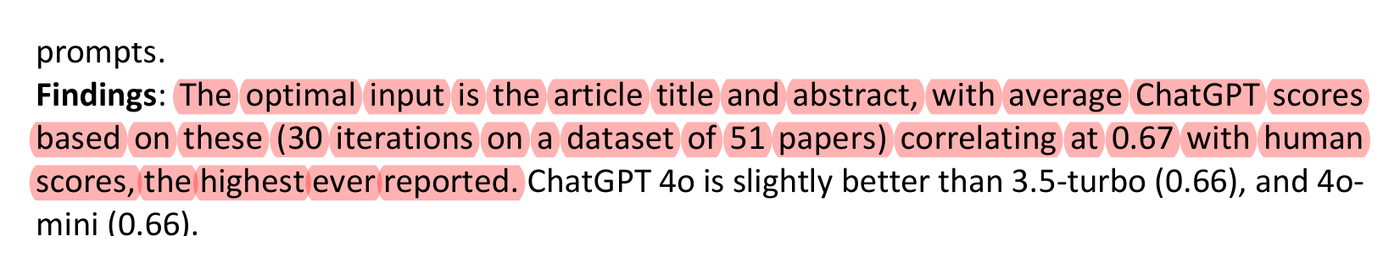 prompts.
Findings: The optimal input is the article title and abstract, with average ChatGPT scores
based on these (30 iterations on a dataset of 51 papers) correlating at 0.67 with human
scores, the highest ever reported. ChatGPT 4o is slightly better than 3.5-turbo (0.66), and 4o-
mini (0.66).